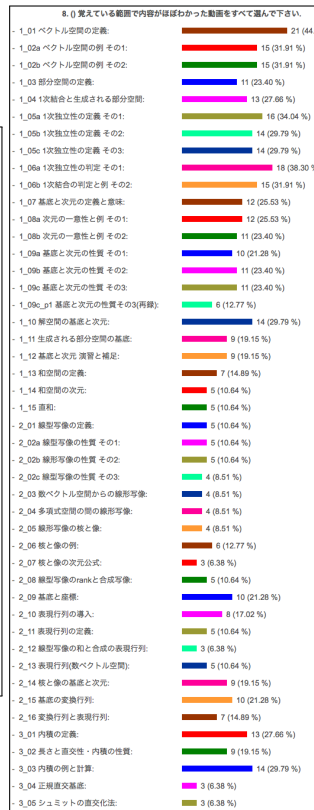 8. () 覚えている範囲で内容がほぼわかった動画をすべて選んで下さい.
- 1_01 ベクトル空間の定義: 21 (44.
- 1_02a ベクトル空間の例 その1: 15 (31.91 %)
- 1_02b ベクトル空間の例 その2: 15 (31.91 %)
- 1_03 部分空間の定義: 11 (23.40 %)
- 1_04 1次結合と生成される部分空間: 13 (27.66 %)
- 1_05a 1次独立性の定義 その1: 16 (34.04 %)
- 1_05b 1次独立性の定義 その2: 14 (29.79 %)
- 1_05c 1次独立性の定義 その3: 14 (29.79 %)
- 1_06a 1次独立性の判定 その1: 18 (38.30 %
- 1_06b 1次結合の判定と例 その2: 15 (31.91 %)
- 1_07 基底と次元の定義と意味: 12 (25.53 %)
- 1_08a 次元の一意性と例 その1: 12 (25.53 %)
- 1_08b 次元の一意性と例 その2: 11 (23.40 %)
- 1_09a 基底と次元の性質 その1: 10 (21.28 %)
- 1_09b 基底と次元の性質 その2: 11 (23.40 %)
- 1_09c 基底と次元の性質 その3: 11 (23.40 %)
- 1_09c_p1 基底と次元の性質その3(再録): 6 (12.77 %)
- 1_10 解空間の基底と次元: 14 (29.79 %)
- 1_11 生成される部分空間の基底: 9 (19.15 %)
- 1_12 基底と次元 演習と補足: 9 (19.15 %)
- 1_13 和空間の定義: 7 (14.89 %)
- 1_14 和空間の次元: 5 (10.64 %)
- 1_15 直和: 5 (10.64 %)
- 2_01 線型写像の定義: 5 (10.64 %)
- 2_02a 線型写像の性質 その1: 5 (10.64 %)
- 2_02b 線形写像の性質 その2: 5 (10.64 %)
- 2_02c 線型写像の性質 その3: 4 (8.51 %)
- 2_03 数ベクトル空間からの線形写像: 4 (8.51 %)
- 2_04 多項式空間の間の線形写像: 4 (8.51 %)
- 2_05 線形写像の核と像: 4 (8.51 %)
- 2_06 核と像の例: 6 (12.77 %)
- 2_07 核と像の次元公式: 3 (6.38 %)
- 2_08 線型写像のrankと合成写像: 5 (10.64 %)
- 2_09 基底と座標: 10 (21.28 %)
- 2_10 表現行列の導入: 8 (17.02 %)
- 2_11 表現行列の定義: 5 (10.64 %)
- 2_12 線型写像の和と合成の表現行列: 3 (6.38 %)
- 2_13 表現行列(数ベクトル空間): 5 (10.64 %)
- 2_14 核と像の基底と次元: 9 (19.15 %)
- 2_15 基底の変換行列: 10 (21.28 %)
- 2_16 変換行列と表現行列: 7 (14.89 %)
- 3_01 内積の定義: 13 (27.66 %)
- 3_02 長さと直交性・内積の性質: 9 (19.15 %)
- 3_03 内積の例と計算: 14 (29.79 %)
- 3_04 正規直交基底: 3 (6.38 %)
- 3_05 シュミットの直交化法: 3 (6.38 %)